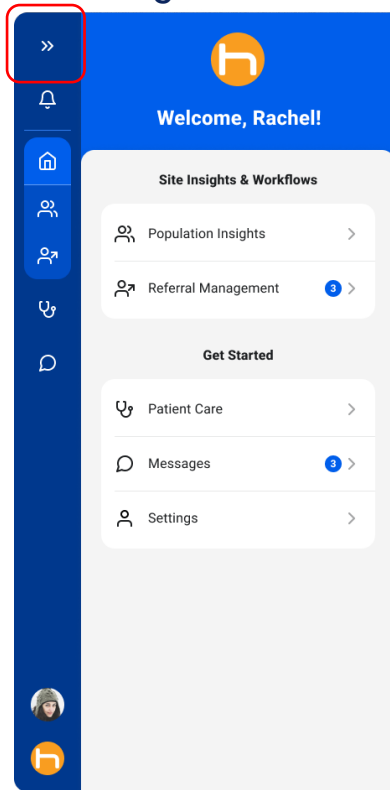 Welcome, Rachel!
Site Insights & Workflows
Population Insights
Referral Management 3
Get Started
Patient Care
Messages 3
Settings